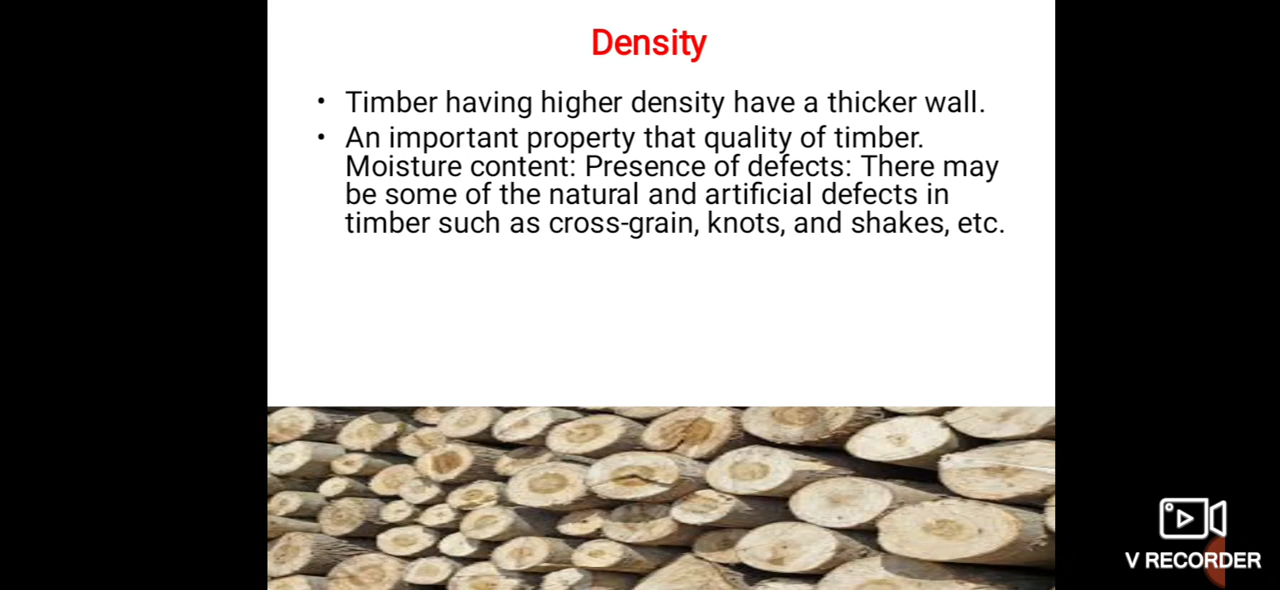 Density
• Timber having higher density have a thicker wall.
• An important property that quality of timber.
Moisture content: Presence of defects: There may
be some of the natural and artificial defects in
timber such as cross-grain, knots, and shakes, etc.
V RECORDER